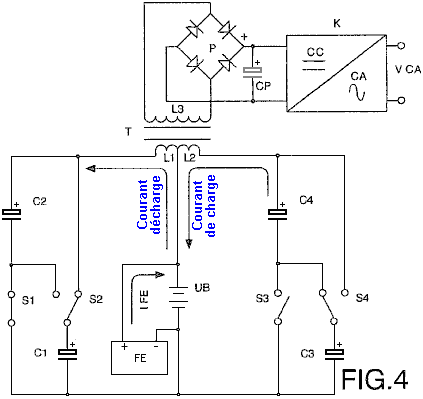 K
P
+
CC
CA
V CA
+
CP
L3
T
L1 L2
Courant décharge
Courant de charge
+
C2
+
C4
I FE
UB
S1
S2
S3
S4
+ -
FE
+
C1
+
C3
FIG.4